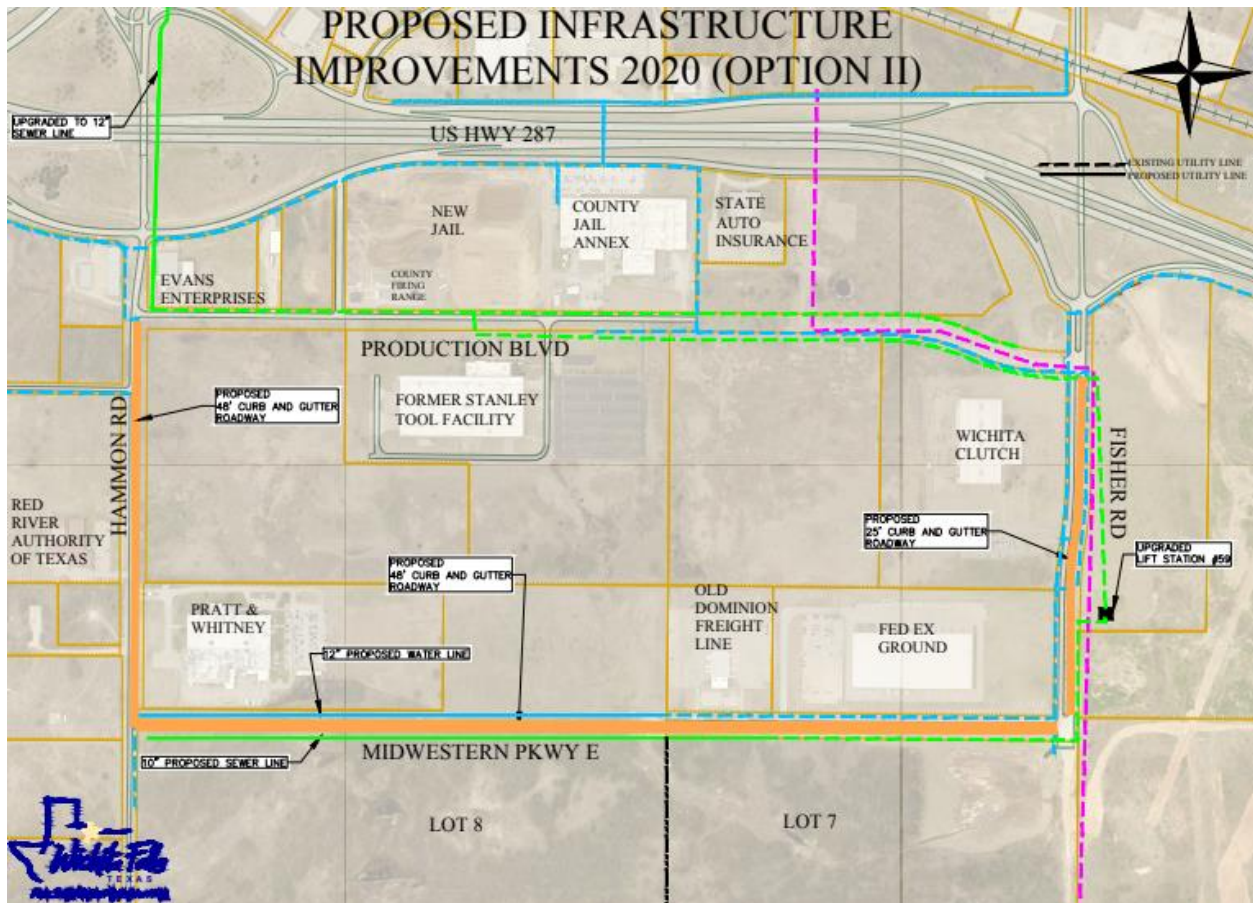 PROPOSED INFRASTRUCTURE
IMPROVEMENTS 2020 (OPTION II)
UPGRADED TO 12"
SEWER LINE
US HWY 287
EXISTING UTILITY LINE
PROPOSED UTILITY LINE
NEW
JAIL
COUNTY
JAIL
ANNEX
STATE
AUTO
INSURANCE
EVANS
ENTERPRISES
COUNTY
FIRING
RANGE
PRODUCTION BLVD
PROPOSED
48' CURB AND GUTTER
ROADWAY
FORMER STANLEY
TOOL FACILITY
WICHITA
CLUTCH
HAMMON RD
FISHER RD
RED
RIVER
AUTHORITY
OF TEXAS
PROPOSED
25' CURB AND GUTTER
ROADWAY
UPGRADED
LIFT STATION #59
PROPOSED
48' CURB AND GUTTER
ROADWAY
PRATT &
WHITNEY
OLD
DOMINION
FREIGHT
LINE
FED EX
GROUND
12" PROPOSED WATER LINE
10" PROPOSED SEWER LINE
MIDWESTERN PKWY E
LOT 8
LOT 7
Wichita Falls
TEXAS